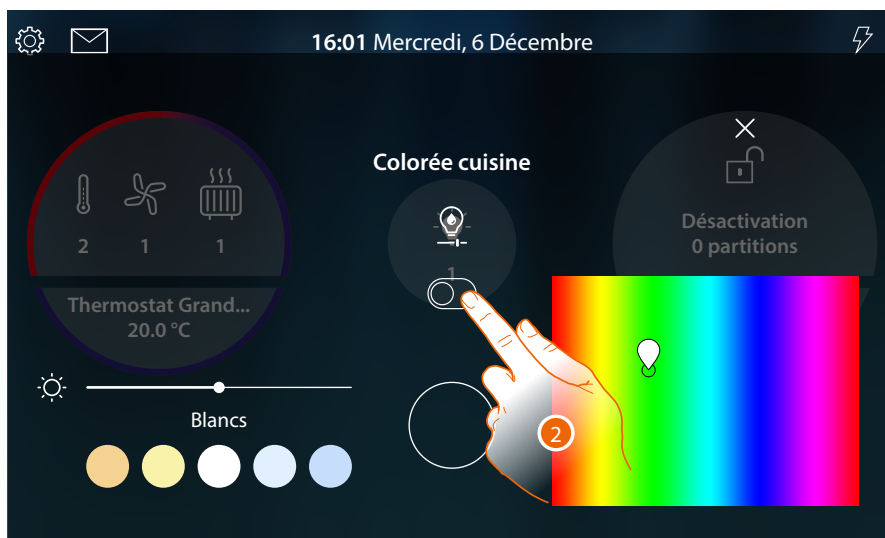 16:01 Mercredi, 6 Décembre
Colorée cuisine
2 1 1
Thermostat Grand...
20.0 °C
1
Désactivation
0 partitions
Blancs
2